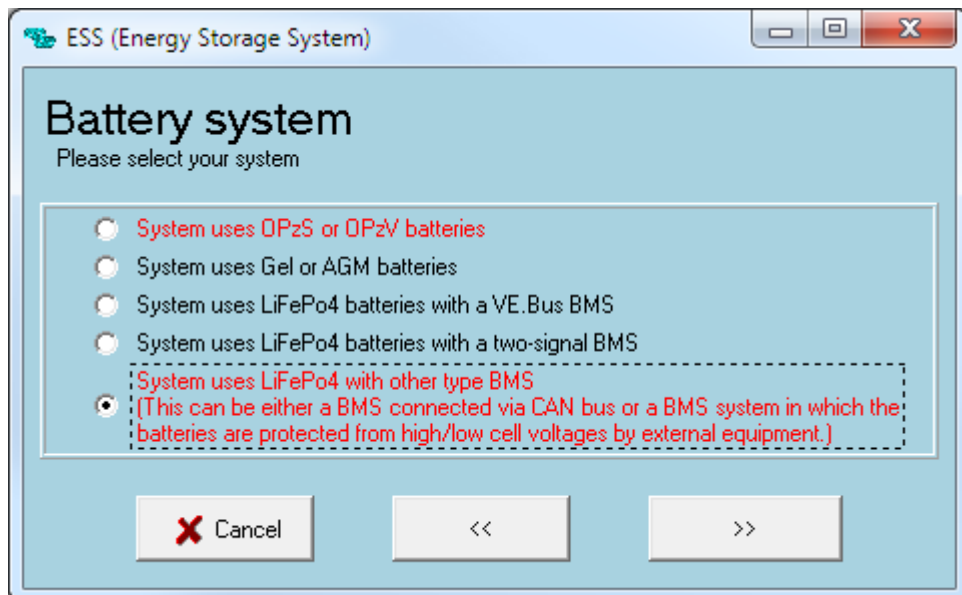 ESS (Energy Storage System)
Battery system
Please select your system
System uses OPzS or OPzV batteries
System uses Gel or AGM batteries
System uses LiFePo4 batteries with a VE.Bus BMS
System uses LiFePo4 batteries with a two-signal BMS
System uses LiFePo4 with other type BMS
(This can be either a BMS connected via CAN bus or a BMS system in which the
batteries are protected from high/low cell voltages by external equipment.)
Cancel
<<
>>